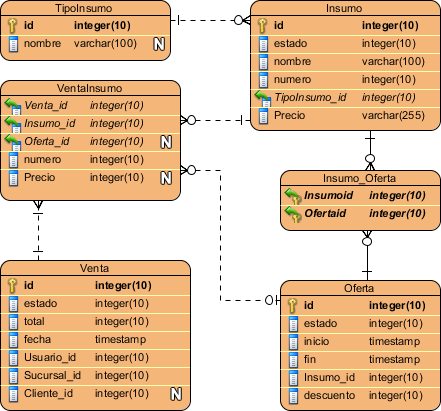 TipoInsumo
id integer(10)
nombre varchar(100) N
Insumo
id integer(10)
estado integer(10)
nombre varchar(100)
numero integer(10)
TipoInsumo_id integer(10)
Precio varchar(255)
VentaInsumo
Venta_id integer(10)
Insumo_id integer(10)
Oferta_id integer(10) N
numero integer(10)
Precio integer(10) N
Insumo_Oferta
Insumoid integer(10)
Ofertaid integer(10)
Venta
id integer(10)
estado integer(10)
total integer(10)
fecha timestamp
Usuario_id integer(10)
Sucursal_id integer(10)
Cliente_id integer(10) N
Oferta
id integer(10)
estado integer(10)
inicio timestamp
fin timestamp
Insumo_id integer(10)
descuento integer(10)